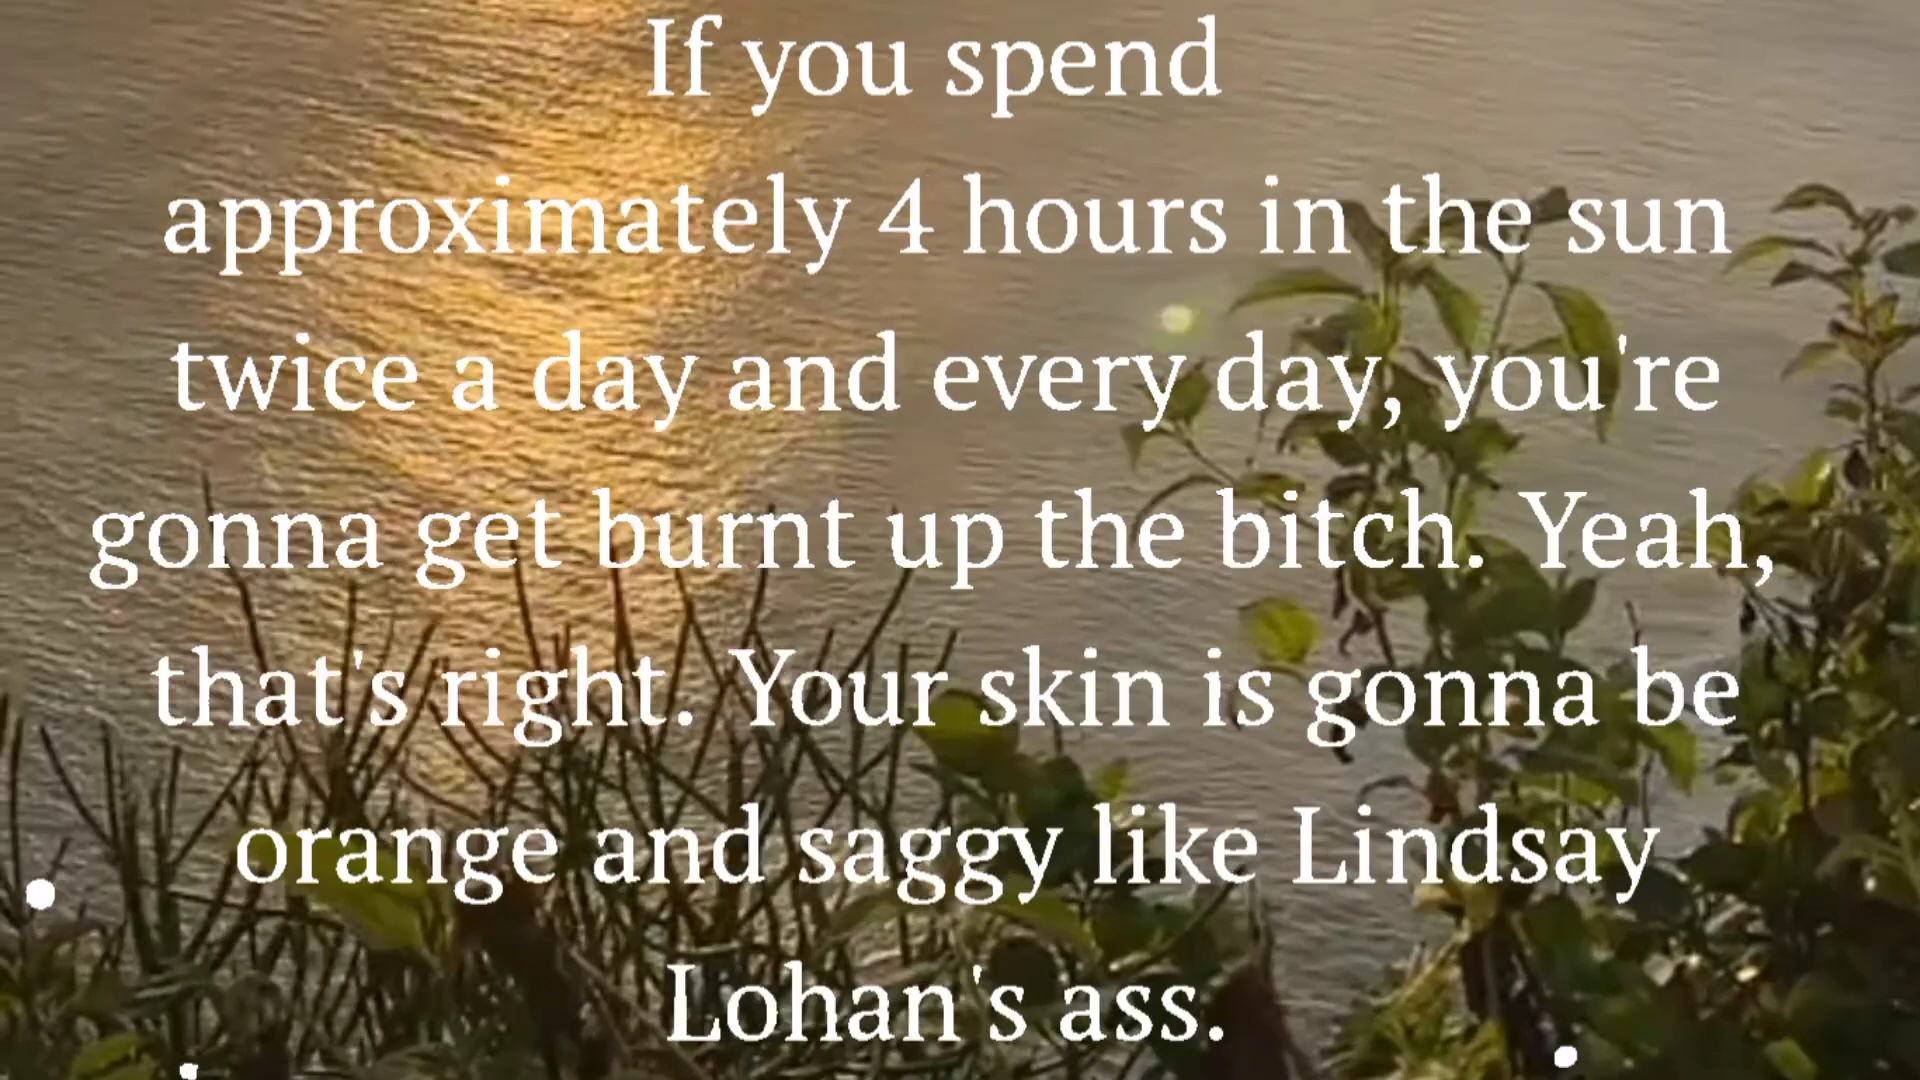 If you spend
approximately 4 hours in the sun
twice a day and every day, you're
gonna get burnt up the bitch. Yeah,
that's right. Your skin is gonna be
orange and saggy like Lindsay
Lohan's ass.